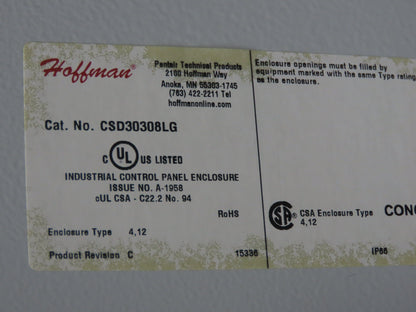 Hoffman®
Pentair Technical Products
2100 Hoffman Way
Anoka, MN 55303-1745
(763) 422-2211 Tel
hoffmanonline.com
Cat. No. CSD30308LG
C UL US LISTED
INDUSTRIAL CONTROL PANEL ENCLOSURE
ISSUE NO. A-1958
cUL CSA - C22.2 No. 94
RoHS
Enclosure Type 4,12
Product Revision C
15336
Enclosure openings must be filled by
equipment marked with the same Type rating
as the enclosure.
CSA Enclosure Type
4,12
IP66